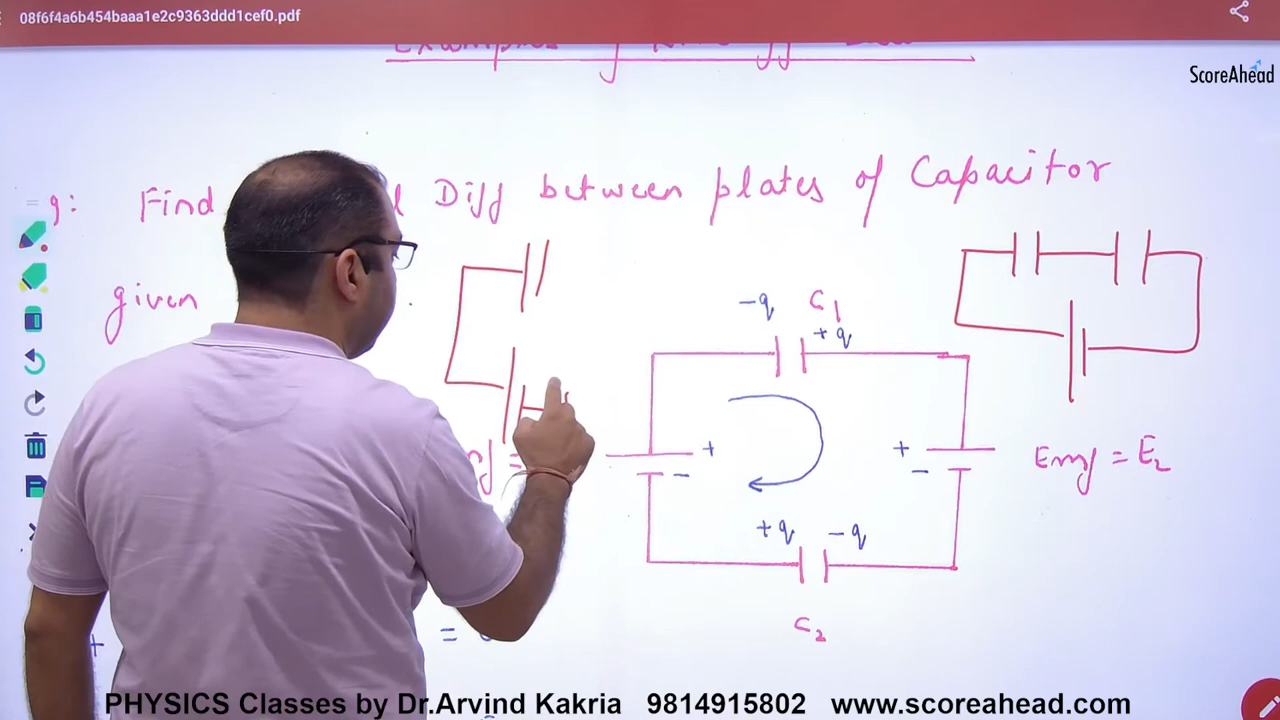 08f6f4a6b454baaa1e2c9363ddd1cef0.pdf
ScoreAhead
g: Find Diff between plates of Capacitor
given
-q C1
+q
+ +
- -
Emf = E2
+q -q
C2
+ =
PHYSICS Classes by Dr.Arvind Kakria 9814915802 www.scoreahead.com